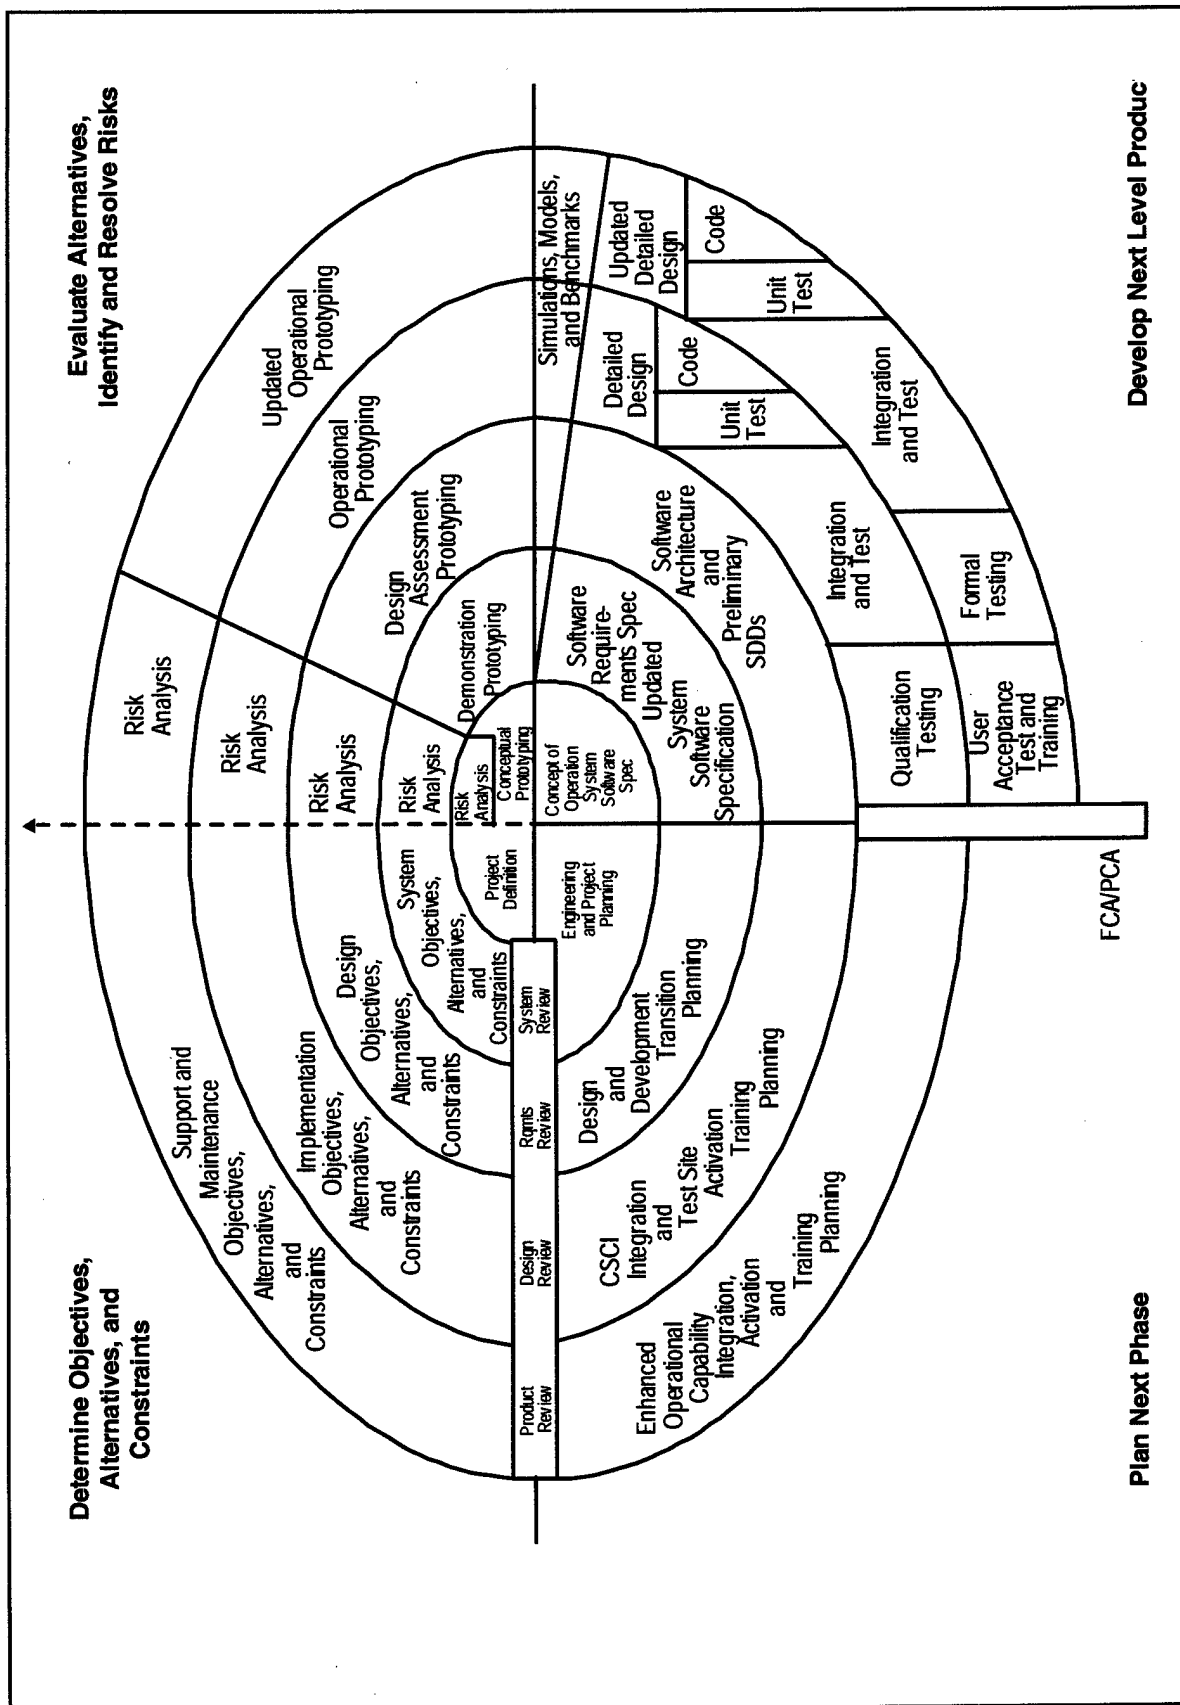 Determine Objectives,
Alternatives, and
Constraints
Evaluate Alternatives,
Identify and Resolve Risks
Support and
Maintenance
Objectives,
Alternatives,
and
Constraints
Implementation
Objectives,
Alternatives,
and
Constraints
Design
Objectives,
Alternatives,
and
Constraints
System
Objectives,
Alternatives,
and
Constraints
Project
Definition
Risk
Analysis
Risk
Analysis
Risk
Analysis
Risk
Analysis
Risk
Analysis
Conceptual
Prototyping
Demonstration
Prototyping
Design
Assessment
Prototyping
Operational
Prototyping
Updated
Operational
Prototyping
Simulations, Models,
and Benchmarks
Product
Review
Design
Review
Rqmts
Review
System
Review
Engineering
and Project
Planning
Design
and
Development
Transition
Planning
CSCI
Integration
and
Test Site
Activation
Training
Planning
Enhanced
Operational
Capability
Integration,
Activation
and
Training
Planning
Concept of
Operation
System
Software
Spec
Software
Require-
ments Spec
Updated
System
Software
Specification
Software
Architecture
and
Preliminary
SDDs
Detailed
Design
Code
Unit
Test
Integration
and Test
Qualification
Testing
Updated
Detailed
Design
Code
Unit
Test
Integration
and Test
Formal
Testing
User
Acceptance
Test and
Training
FCA/PCA
Plan Next Phase
Develop Next Level Produc